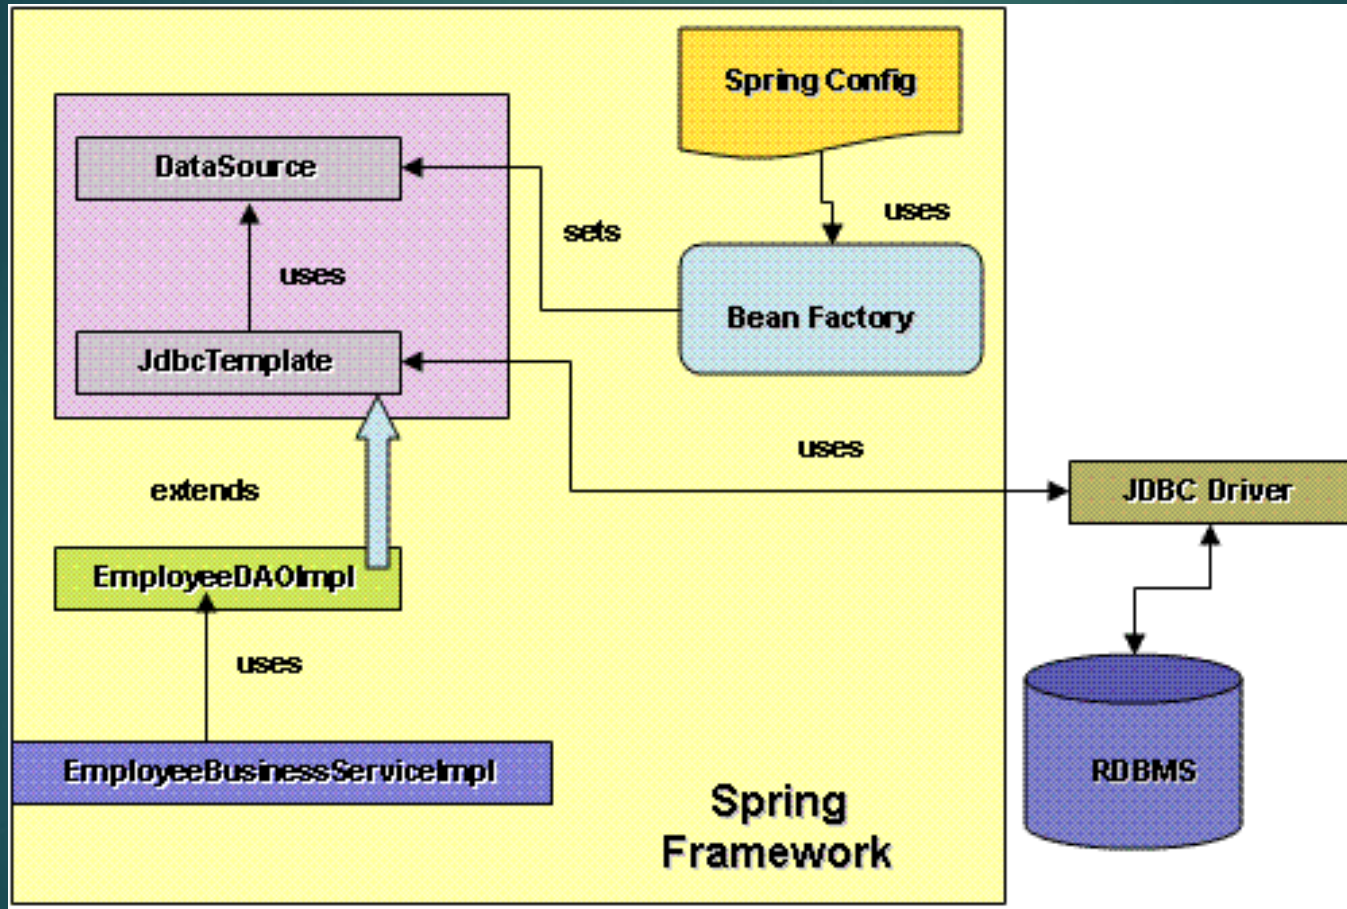 Spring Config
DataSource
uses
sets
uses
Bean Factory
JdbcTemplate
uses
extends
JDBC Driver
EmployeeDAOImpl
uses
EmployeeBusinessServiceImpl
RDBMS
Spring
Framework